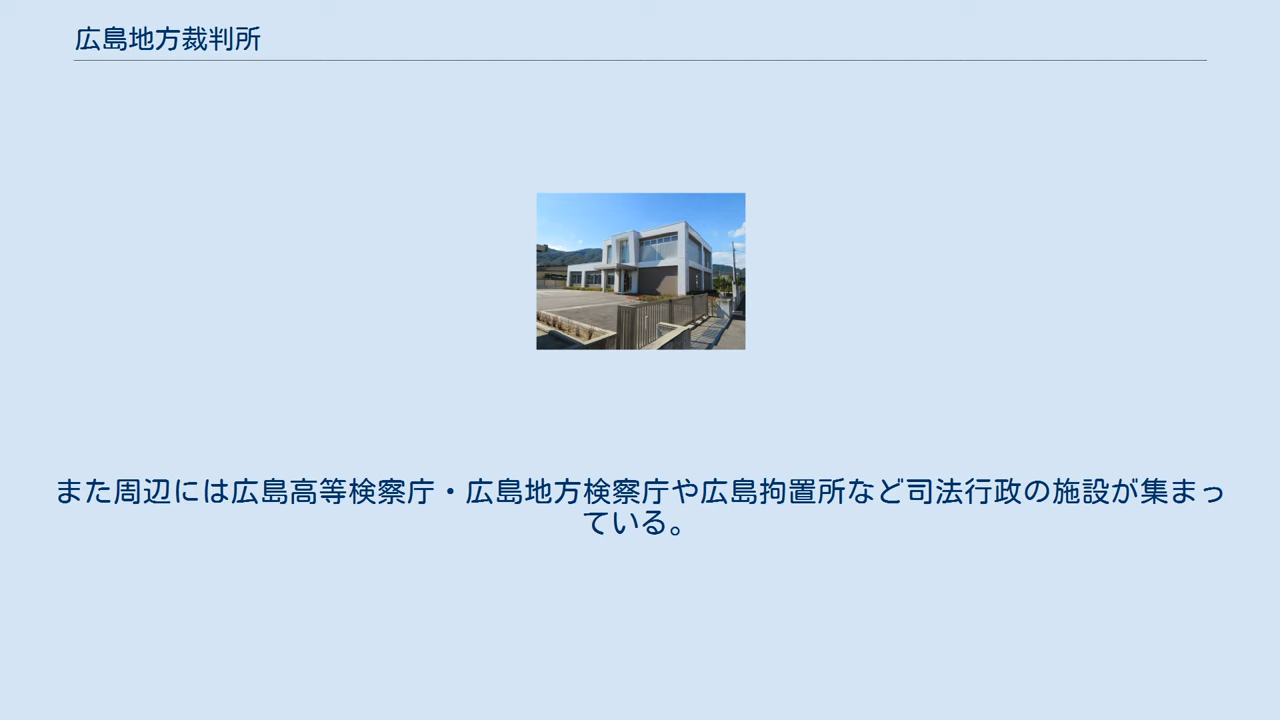 広島地方裁判所
また周辺には広島高等検察庁・広島地方検察庁や広島拘置所など司法行政の施設が集まっ
ている。